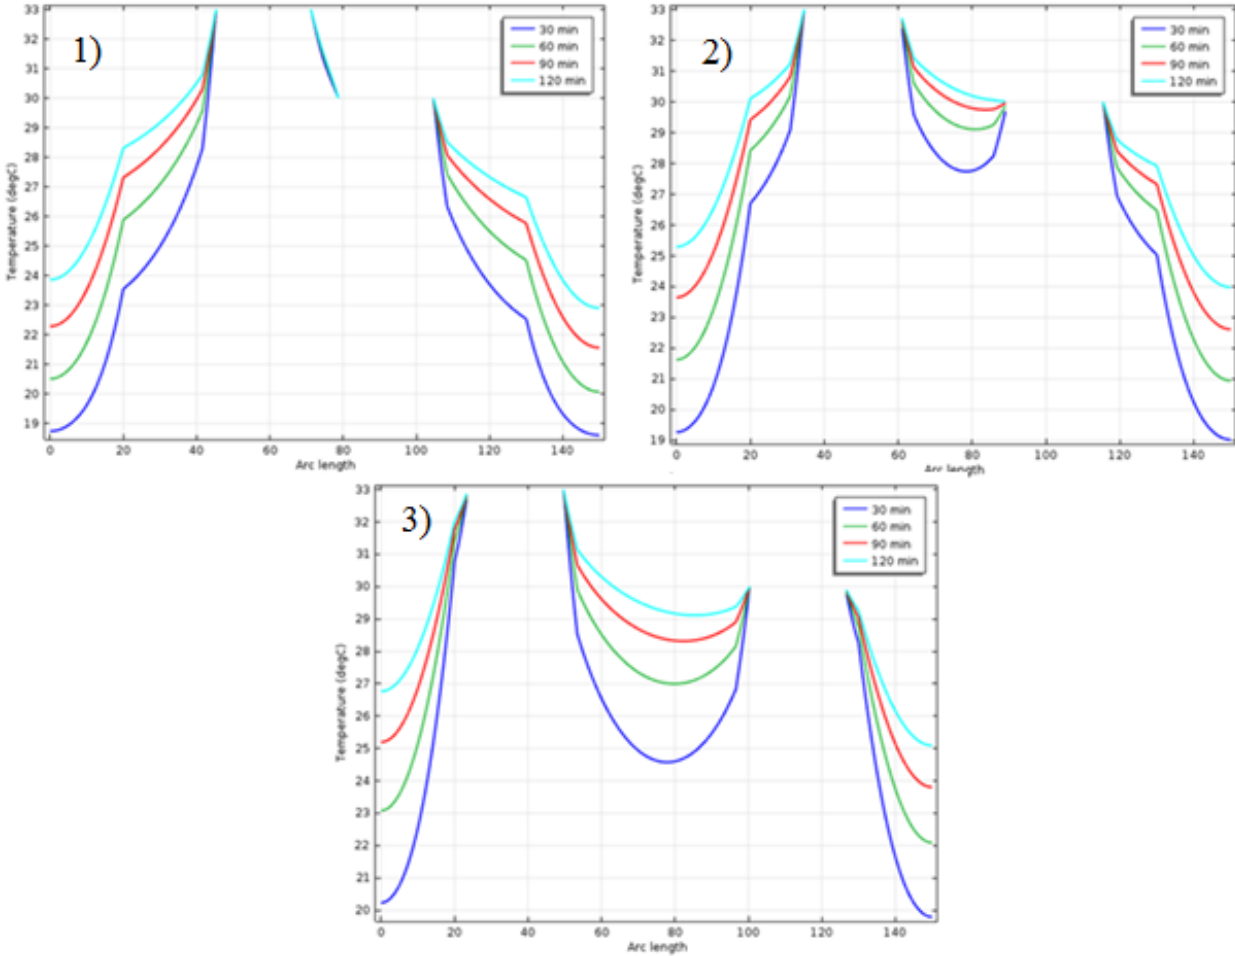 1)
33
32
31
30
29
28
27
26
25
24
23
22
21
20
19
Temperature (degC)
30 min
60 min
90 min
120 min
0 20 40 60 80 100 120 140
Arc length
2)
33
32
31
30
29
28
27
26
25
24
23
22
21
20
19
Temperature (degC)
30 min
60 min
90 min
120 min
0 20 40 60 80 100 120 140
Arc length
3)
33
32
31
30
29
28
27
26
25
24
23
22
21
20
Temperature (degC)
30 min
60 min
90 min
120 min
0 20 40 60 80 100 120 140
Arc length